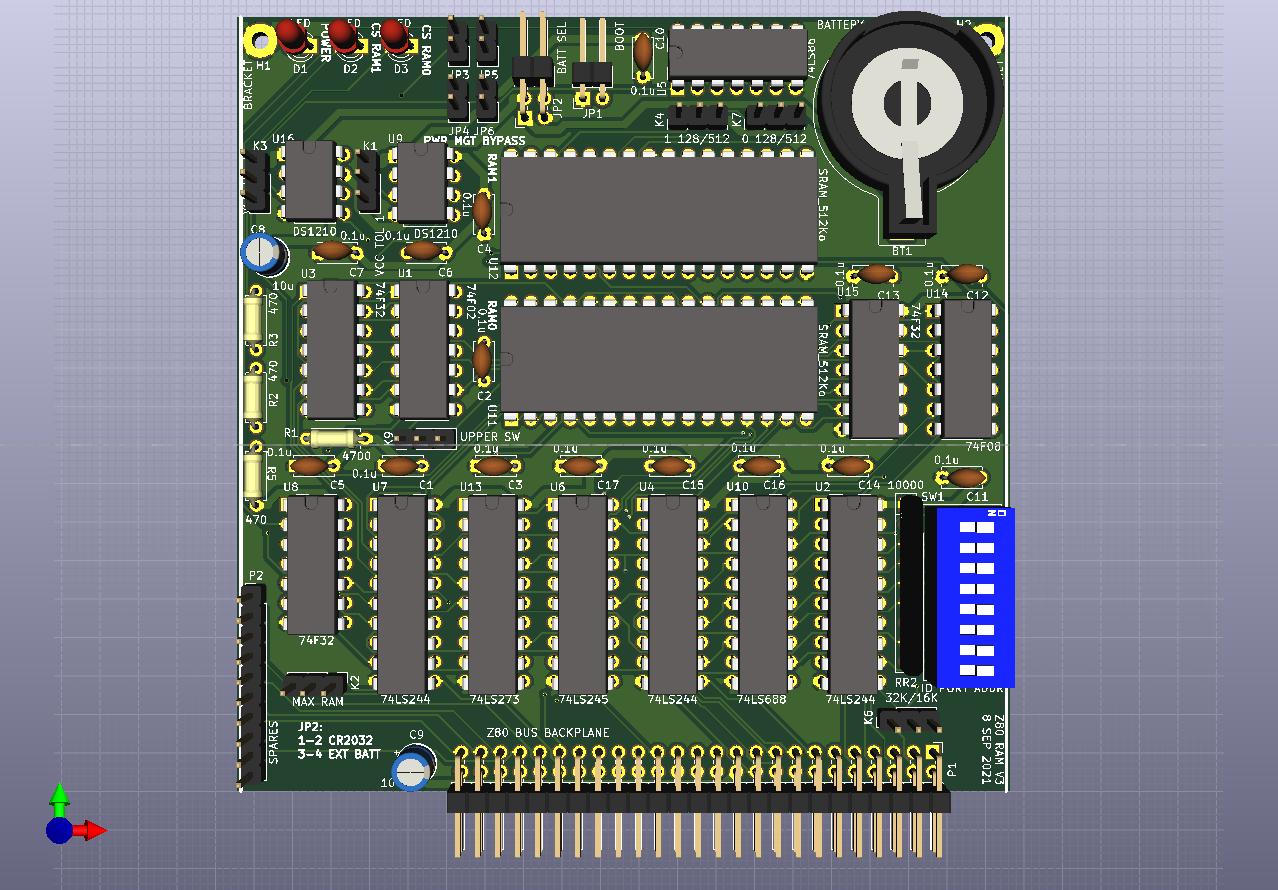 LED
LED
LED
POWER
CS RAM1
CS RAM0
H1
D1
D2
D3
BRACKET
JP3
JP5
JP4
JP6
BATT SEL
JP2
BOOT
JP1
C10
0.1u
U5
74LS06
BATTERY
H2
K4
K7
1 128/512
0 128/512
PWR MGT BYPASS
K3
U16
K1
U9
DS1210
DS1210
RAM1
0.1u
C4
U12
SRAM_512Ko
BT1
C8
10u
0.1u
C7
0.1u
C6
U3
74F32
U1
74F02
RAM0
0.1u
C2
U11
SRAM_512Ko
0.1u
C13
U15
74F32
0.1u
C12
U14
74F08
470
R3
470
R2
R1
4700
K9
UPPER SW
R5
470
0.1u
C5
0.1u
C1
0.1u
C3
0.1u
C17
0.1u
C15
0.1u
C16
0.1u
C14
10000
0.1u
C11
U8
U7
U13
U6
U4
U10
U2
SW1
ON
P2
74F32
74LS244
74LS273
74LS245
74LS244
74LS688
74LS244
RR2
ID PORT ADDR
32K/16K
K6
K2
MAX RAM
SPARES
JP2:
1-2 CR2032
3-4 EXT BATT
C9
10
Z80 BUS BACKPLANE
P1
Z80 RAM V3
8 SEP 2021